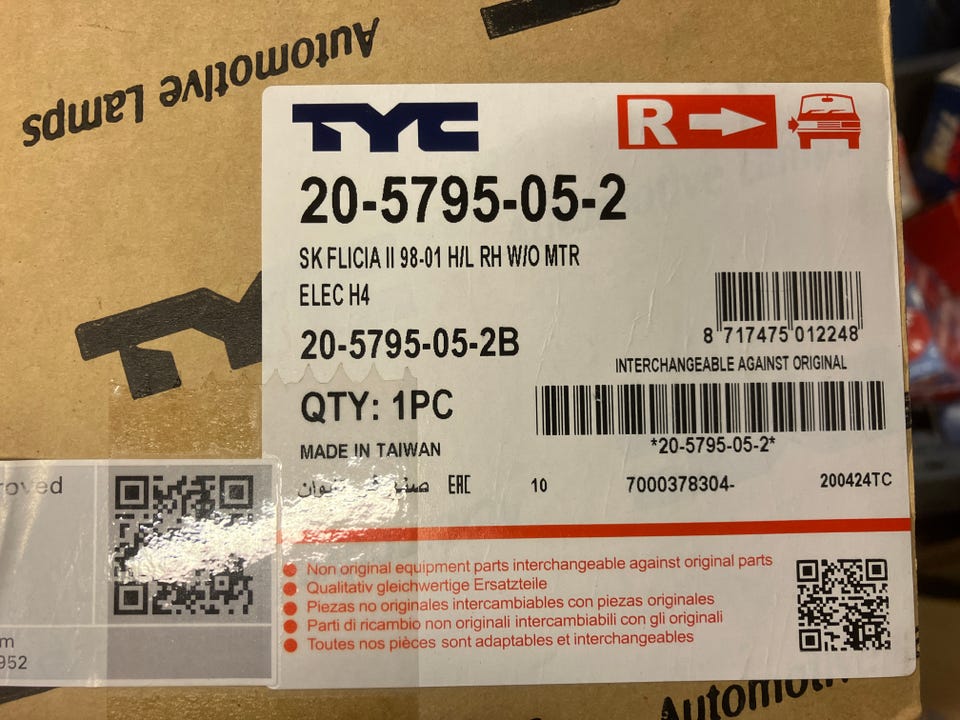 Automotive Lamps
TYC
R
20-5795-05-2
SK FLICIA II 98-01 H/L RH W/O MTR
ELEC H4
8 717475 012248
20-5795-05-2B
INTERCHANGEABLE AGAINST ORIGINAL
QTY: 1PC
*20-5795-05-2*
MADE IN TAIWAN
EAC 10 7000378304- 200424TC
roved
Non original equipment parts interchangeable against original parts
Qualitativ gleichwertige Ersatzteile
Piezas no originales intercambiables con piezas originales
Parti di ricambio non originali intercambiabili con gli originali
Toutes nos pièces sont adaptables et interchangeables
m
952
TY
Automoti